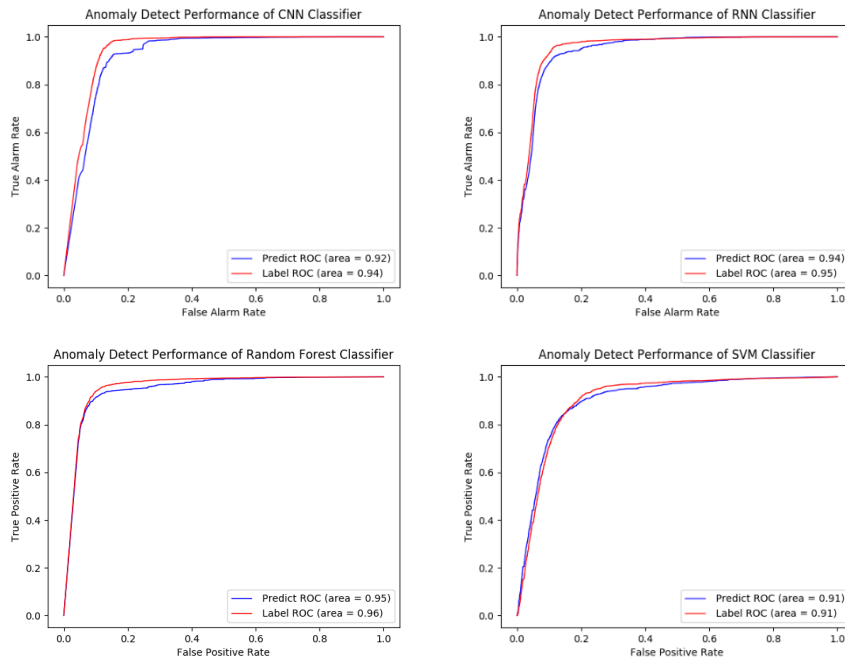 Anomaly Detect Performance of CNN Classifier
True Alarm Rate
1.0
0.8
0.6
0.4
0.2
0.0
Predict ROC (area = 0.92)
Label ROC (area = 0.94)
0.0 0.2 0.4 0.6 0.8 1.0
False Alarm Rate
Anomaly Detect Performance of RNN Classifier
True Alarm Rate
1.0
0.8
0.6
0.4
0.2
0.0
Predict ROC (area = 0.94)
Label ROC (area = 0.95)
0.0 0.2 0.4 0.6 0.8 1.0
False Alarm Rate
Anomaly Detect Performance of Random Forest Classifier
True Positive Rate
1.0
0.8
0.6
0.4
0.2
0.0
Predict ROC (area = 0.95)
Label ROC (area = 0.96)
0.0 0.2 0.4 0.6 0.8 1.0
False Positive Rate
Anomaly Detect Performance of SVM Classifier
True Positive Rate
1.0
0.8
0.6
0.4
0.2
0.0
Predict ROC (area = 0.91)
Label ROC (area = 0.91)
0.0 0.2 0.4 0.6 0.8 1.0
False Positive Rate